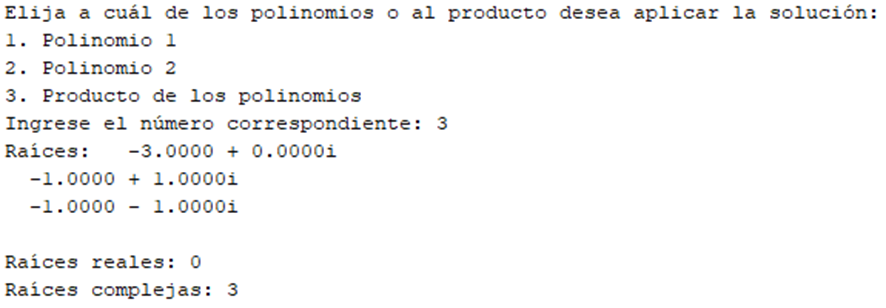 Elija a cuál de los polinomios o al producto desea aplicar la solución:
1. Polinomio 1
2. Polinomio 2
3. Producto de los polinomios
Ingrese el número correspondiente: 3
Raíces:   -3.0000 + 0.0000i
  -1.0000 + 1.0000i
  -1.0000 - 1.0000i

Raíces reales: 0
Raíces complejas: 3